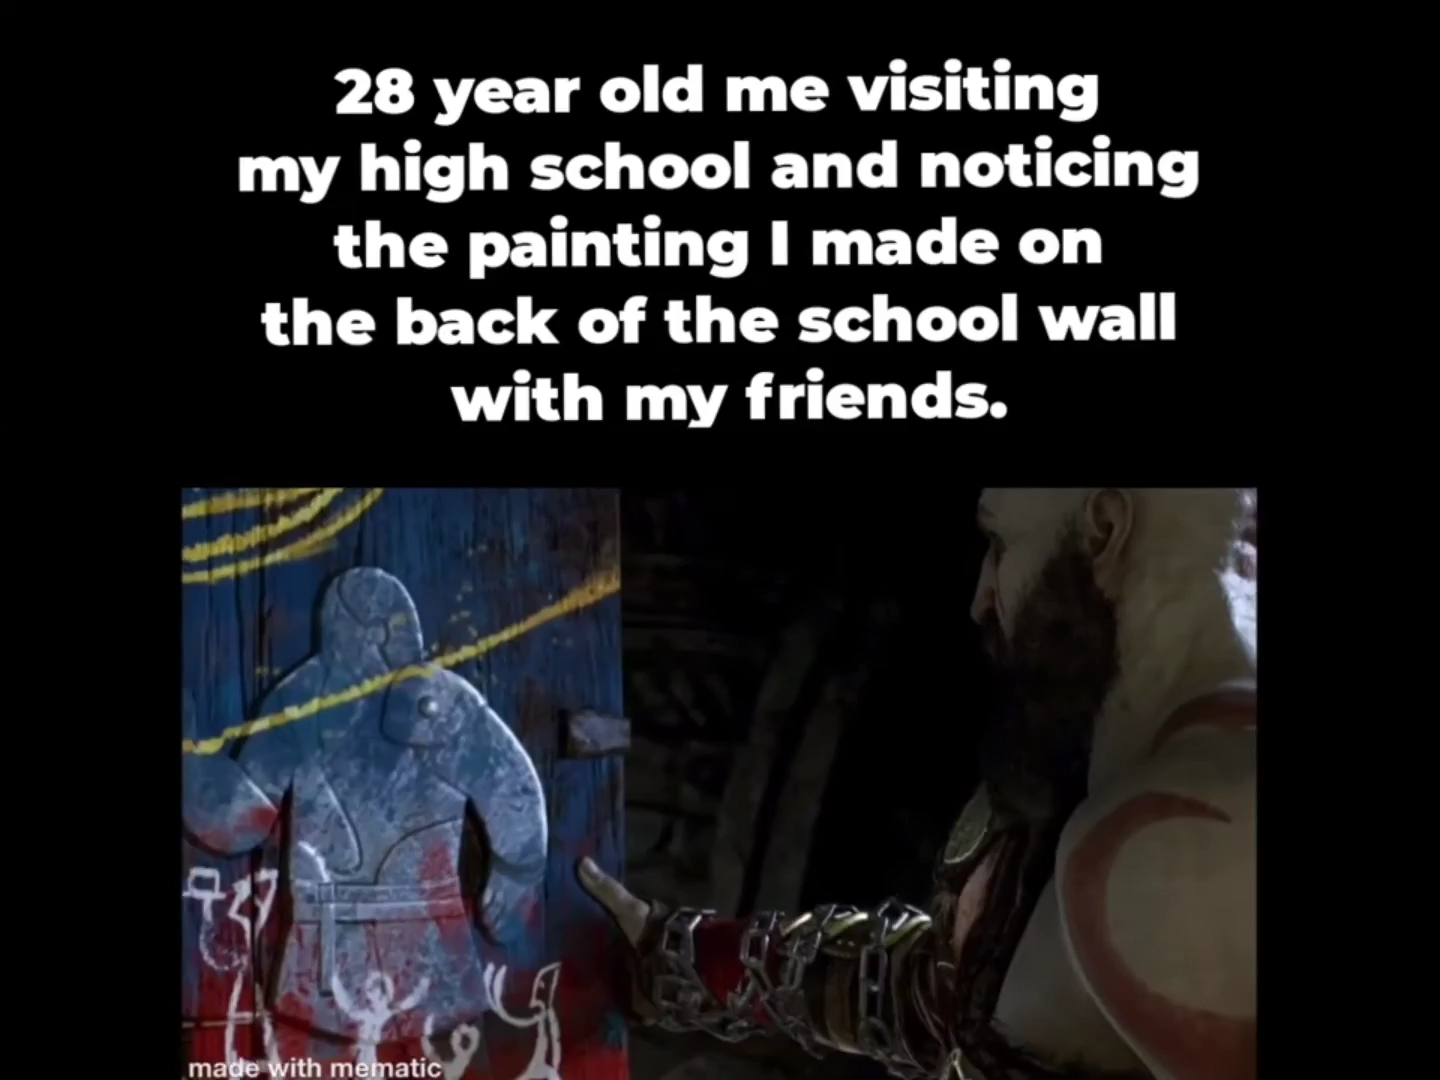 28 year old me visiting
my high school and noticing
the painting I made on
the back of the school wall
with my friends.
made with mematic